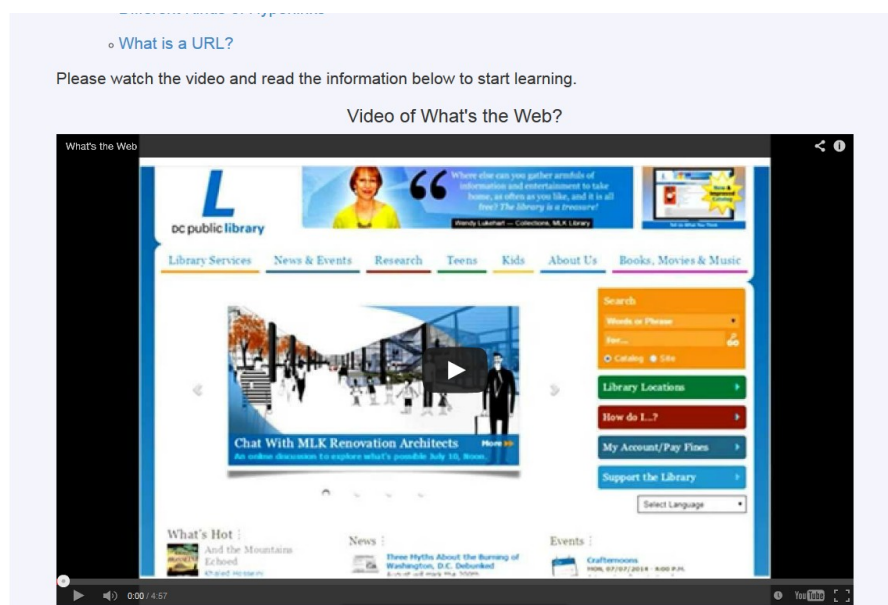 What is a URL?
Please watch the video and read the information below to start learning.
Video of What's the Web?
What's the Web
Where else can you gather armfuls of
information and entertainment to take
home, as often as you like, and it is all
free? The library is a treasure!
Wendy Lukehart — Collections, MLK Library
New &
Improved
Catalog
DC public library
Library Services News & Events Research Teens Kids About Us Books, Movies & Music
Search
Words or Phrase
For...
Catalog Site
Library Locations
How do I...?
My Account/Pay Fines
Support the Library
Select Language
Chat With MLK Renovation Architects More
An online discussion to explore what's possible July 10, Noon.
What's Hot
And the Mountains
Echoed
Khaled Hosseini
News
Three Myths About the Burning of
Washington, D.C. Debunked
Events
Crafternoons
MON, 07/07/2014 - 4:00 P.M.
0:00 / 4:57
YouTube